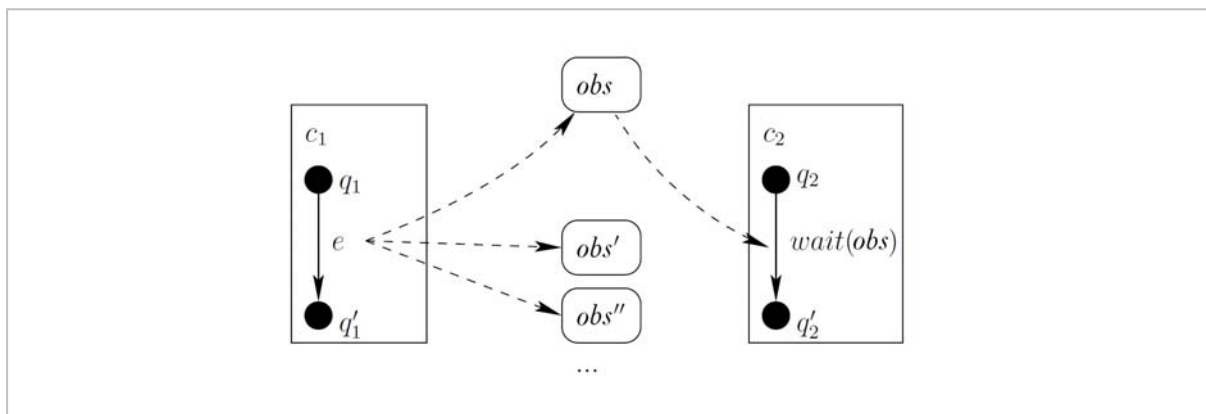 obs
c₁
c₂
q₁
q₂
e
obs′
wait(obs)
obs″
q′₁
q′₂
...